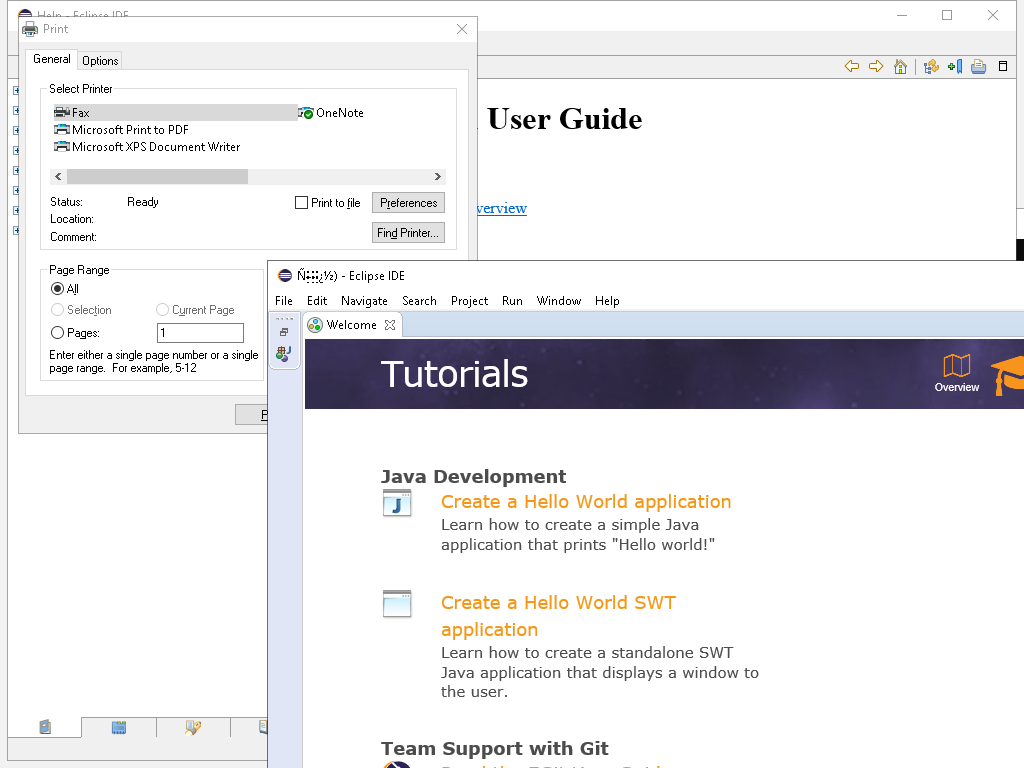 Help - Eclipse IDE
Print
General
Options
Select Printer
Fax
OneNote
Microsoft Print to PDF
Microsoft XPS Document Writer
Status: Ready
Print to file
Preferences
Location:
Comment:
Find Printer...
Page Range
All
Selection
Current Page
Pages:
1
Enter either a single page number or a single
page range. For example, 5-12
User Guide
- Eclipse IDE
File Edit Navigate Search Project Run Window Help
Welcome
Tutorials
Overview
Java Development
Create a Hello World application
Learn how to create a simple Java
application that prints "Hello world!"
Create a Hello World SWT
application
Learn how to create a standalone SWT
Java application that displays a window to
the user.
Team Support with Git